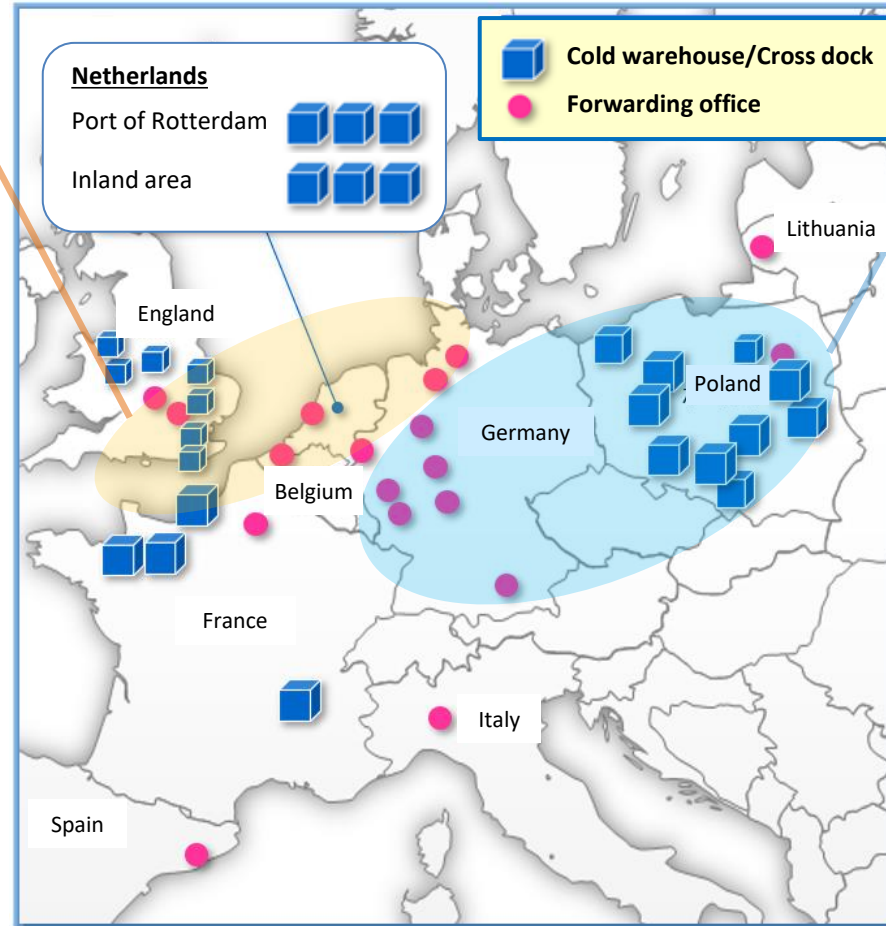 Netherlands
Port of Rotterdam
Inland area
Cold warehouse/Cross dock
Forwarding office
Lithuania
England
Poland
Germany
Belgium
France
Italy
Spain